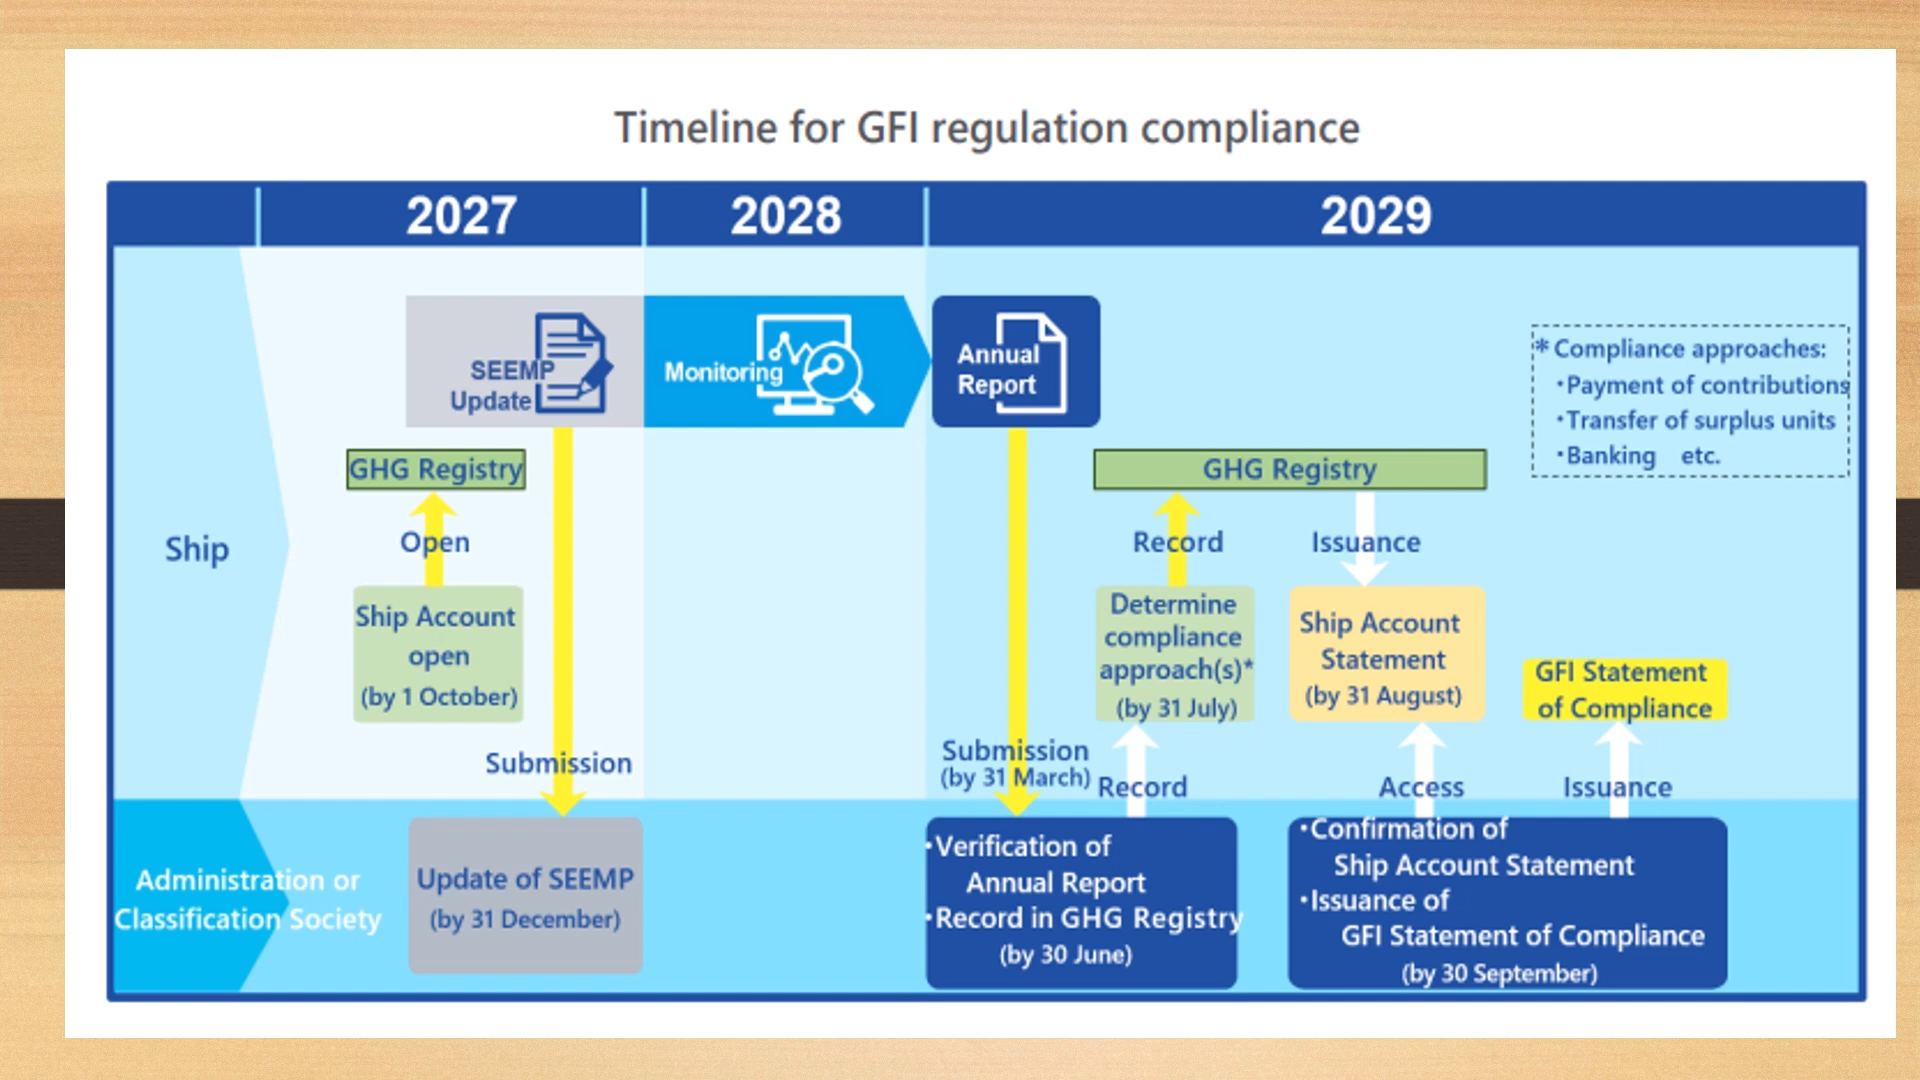 Timeline for GFI regulation compliance
2027
2028
2029
SEEMP
Update
Monitoring
Annual
Report
* Compliance approaches:
・Payment of contributions
・Transfer of surplus units
・Banking etc.
GHG Registry
GHG Registry
Open
Record
Issuance
Ship
Ship Account
open
(by 1 October)
Determine
compliance
approach(s)*
(by 31 July)
Ship Account
Statement
(by 31 August)
GFI Statement
of Compliance
Submission
Submission
(by 31 March)
Record
Access
Issuance
Administration or
Classification Society
Update of SEEMP
(by 31 December)
・Verification of
Annual Report
・Record in GHG Registry
(by 30 June)
・Confirmation of
Ship Account Statement
・Issuance of
GFI Statement of Compliance
(by 30 September)